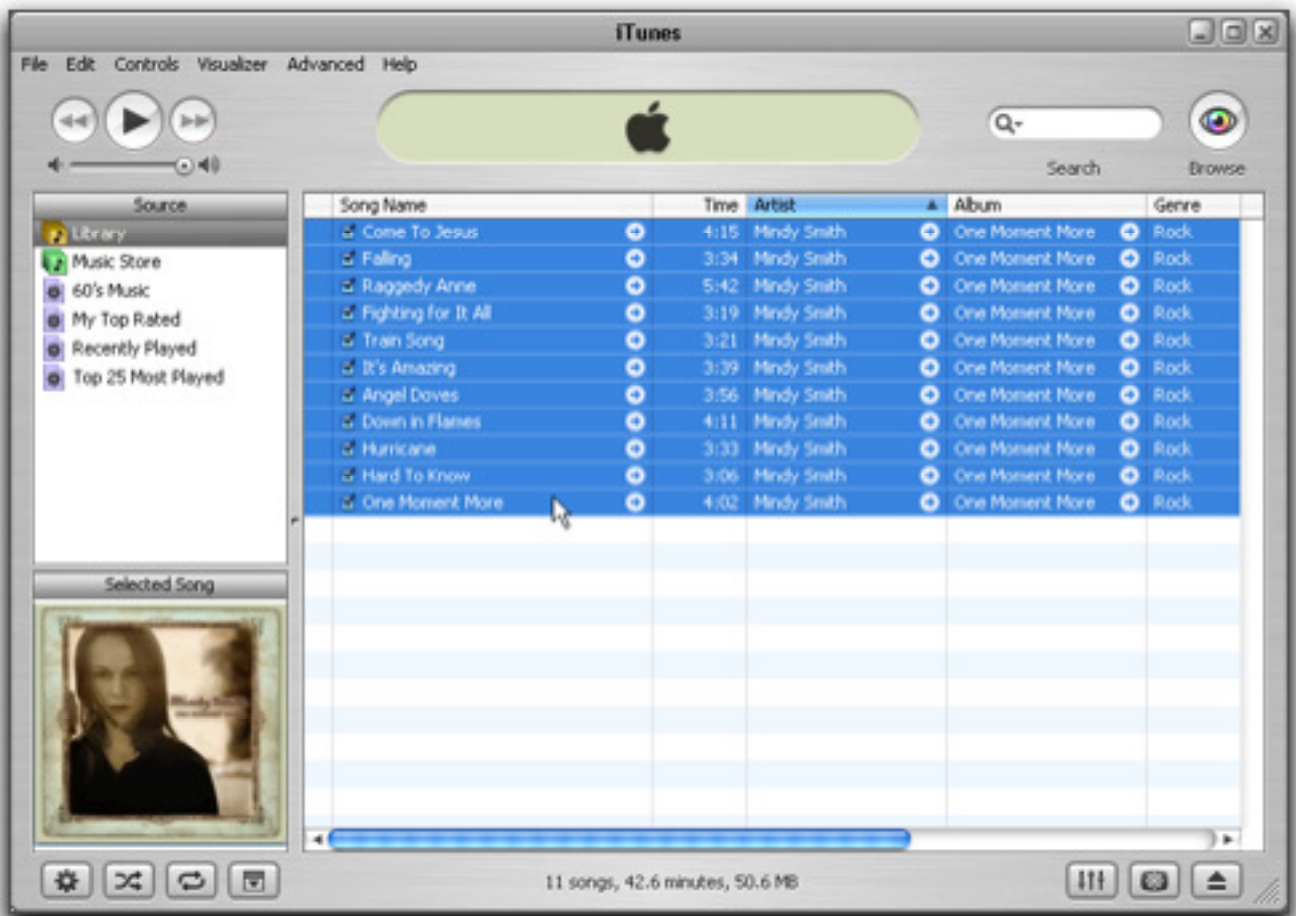 iTunes
File Edit Controls Visualizer Advanced Help
Search
Browse
Source
Library
Music Store
60's Music
My Top Rated
Recently Played
Top 25 Most Played
Selected Song
Song Name Time Artist Album Genre
Come To Jesus 4:15 Mindy Smith One Moment More Rock
Falling 3:34 Mindy Smith One Moment More Rock
Raggedy Anne 5:42 Mindy Smith One Moment More Rock
Fighting for It All 3:19 Mindy Smith One Moment More Rock
Train Song 3:21 Mindy Smith One Moment More Rock
It's Amazing 3:39 Mindy Smith One Moment More Rock
Angel Doves 3:56 Mindy Smith One Moment More Rock
Down in Flames 4:11 Mindy Smith One Moment More Rock
Hurricane 3:33 Mindy Smith One Moment More Rock
Hard To Know 3:06 Mindy Smith One Moment More Rock
One Moment More 4:02 Mindy Smith One Moment More Rock
11 songs, 42.6 minutes, 50.6 MB